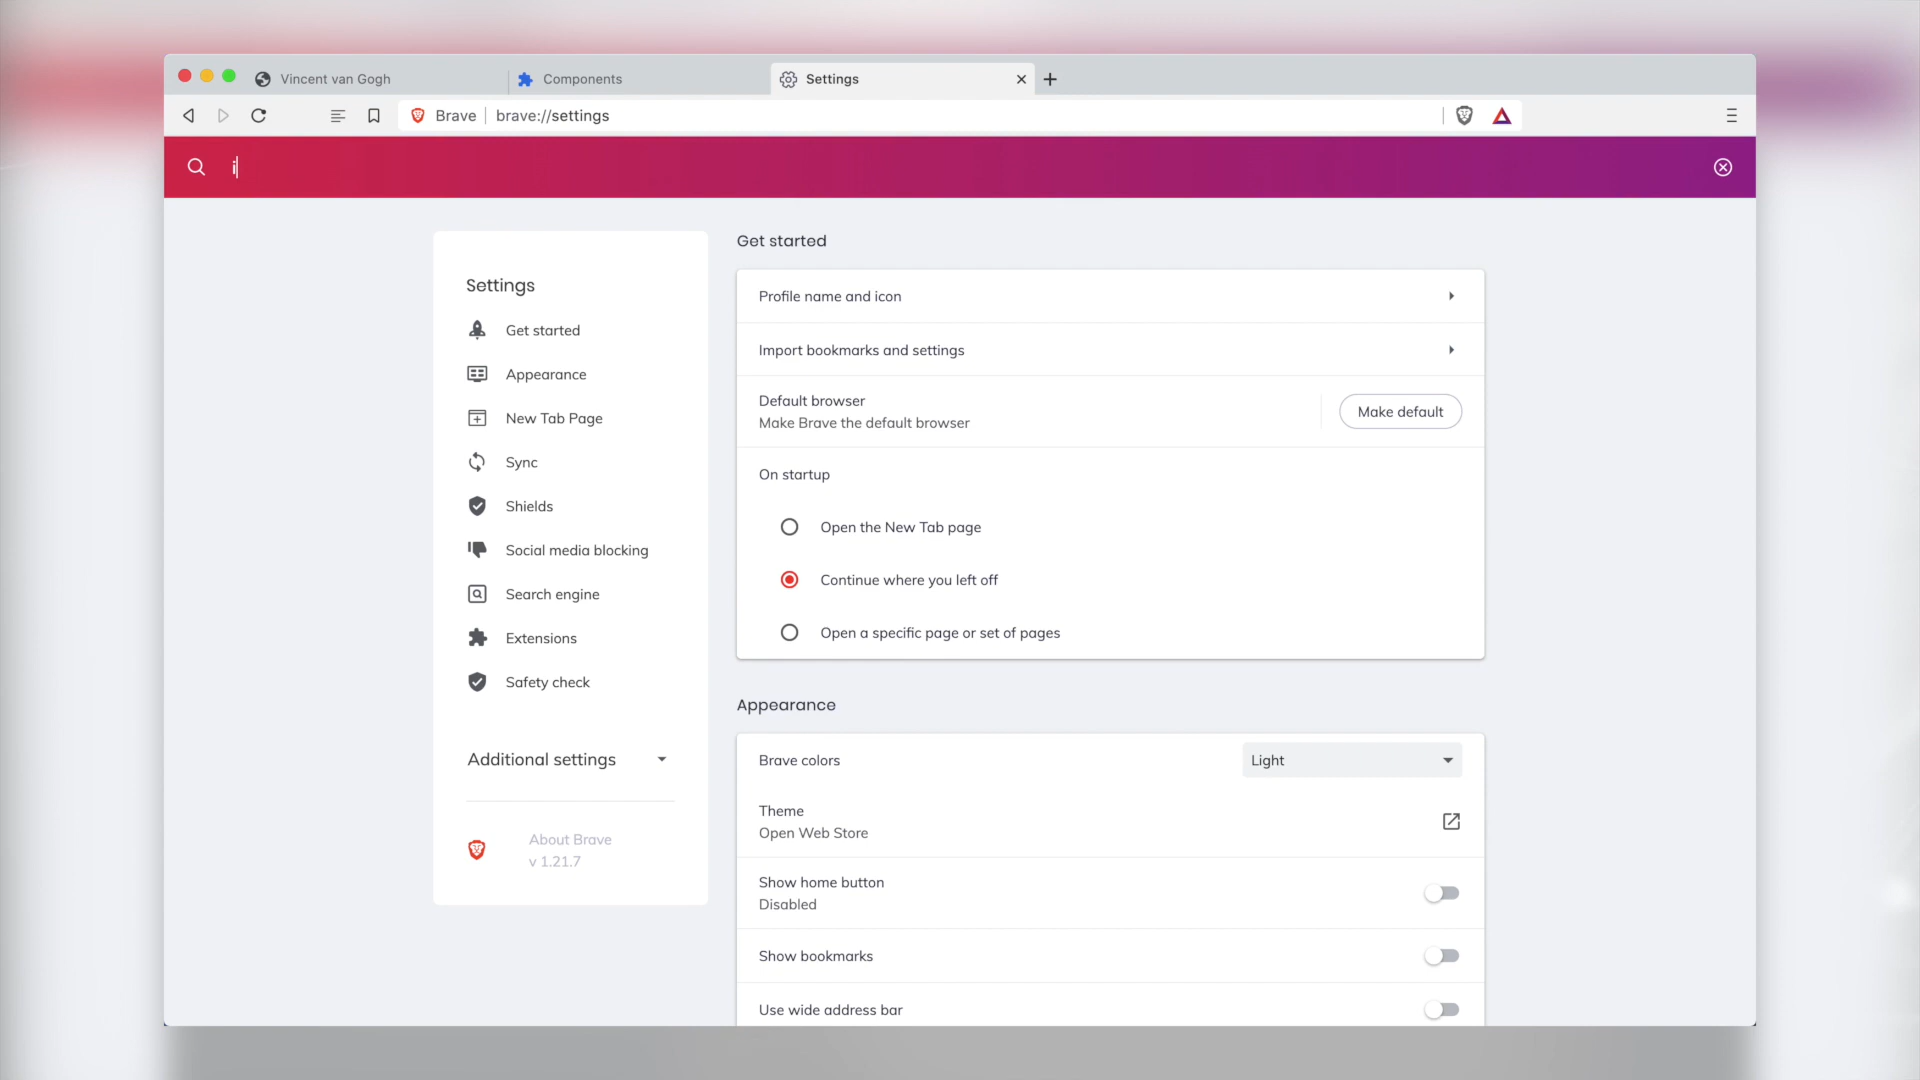 Vincent van Gogh
Components
Settings
Brave
brave://settings
i
Settings
Get started
Appearance
New Tab Page
Sync
Shields
Social media blocking
Search engine
Extensions
Safety check
Additional settings
About Brave
v 1.21.7
Get started
Profile name and icon
Import bookmarks and settings
Default browser
Make Brave the default browser
Make default
On startup
Open the New Tab page
Continue where you left off
Open a specific page or set of pages
Appearance
Brave colors
Light
Theme
Open Web Store
Show home button
Disabled
Show bookmarks
Use wide address bar